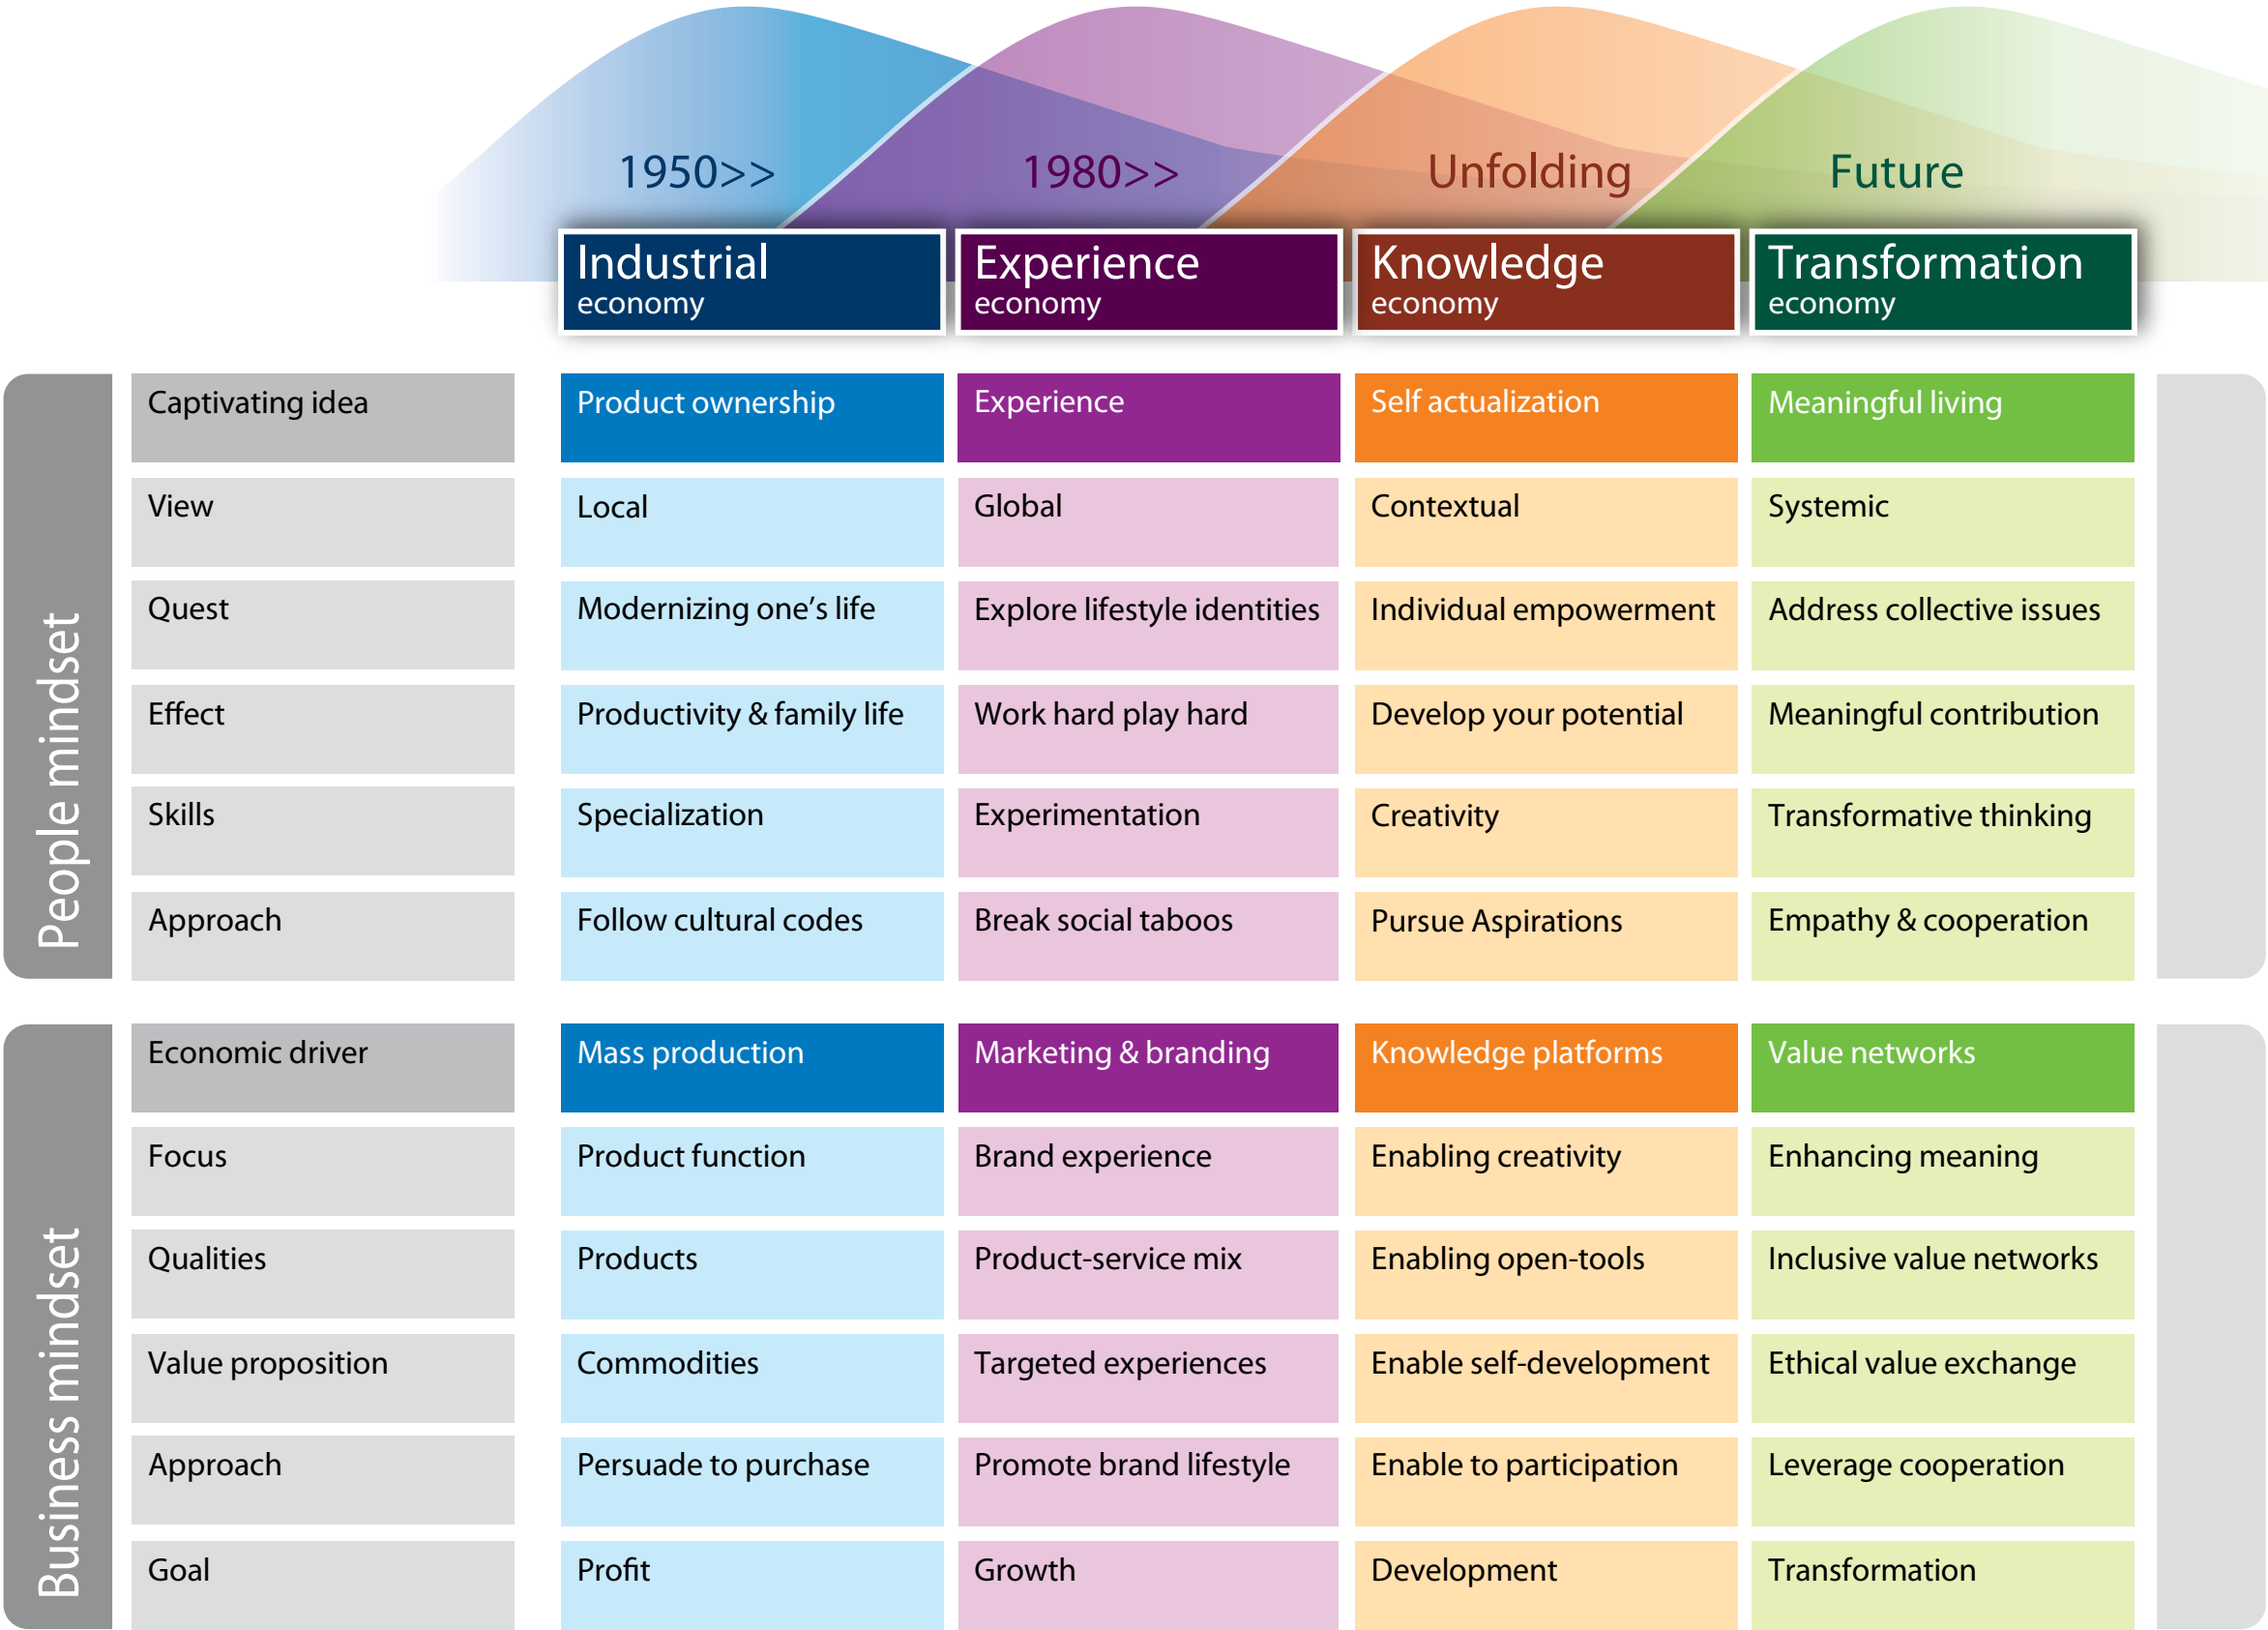 1950>>
1980>>
Unfolding
Future
Industrial
economy
Experience
economy
Knowledge
economy
Transformation
economy
People mindset
Captivating idea
Product ownership
Experience
Self actualization
Meaningful living
View
Local
Global
Contextual
Systemic
Quest
Modernizing one’s life
Explore lifestyle identities
Individual empowerment
Address collective issues
Effect
Productivity & family life
Work hard play hard
Develop your potential
Meaningful contribution
Skills
Specialization
Experimentation
Creativity
Transformative thinking
Approach
Follow cultural codes
Break social taboos
Pursue Aspirations
Empathy & cooperation
Business mindset
Economic driver
Mass production
Marketing & branding
Knowledge platforms
Value networks
Focus
Product function
Brand experience
Enabling creativity
Enhancing meaning
Qualities
Products
Product-service mix
Enabling open-tools
Inclusive value networks
Value proposition
Commodities
Targeted experiences
Enable self-development
Ethical value exchange
Approach
Persuade to purchase
Promote brand lifestyle
Enable to participation
Leverage cooperation
Goal
Profit
Growth
Development
Transformation